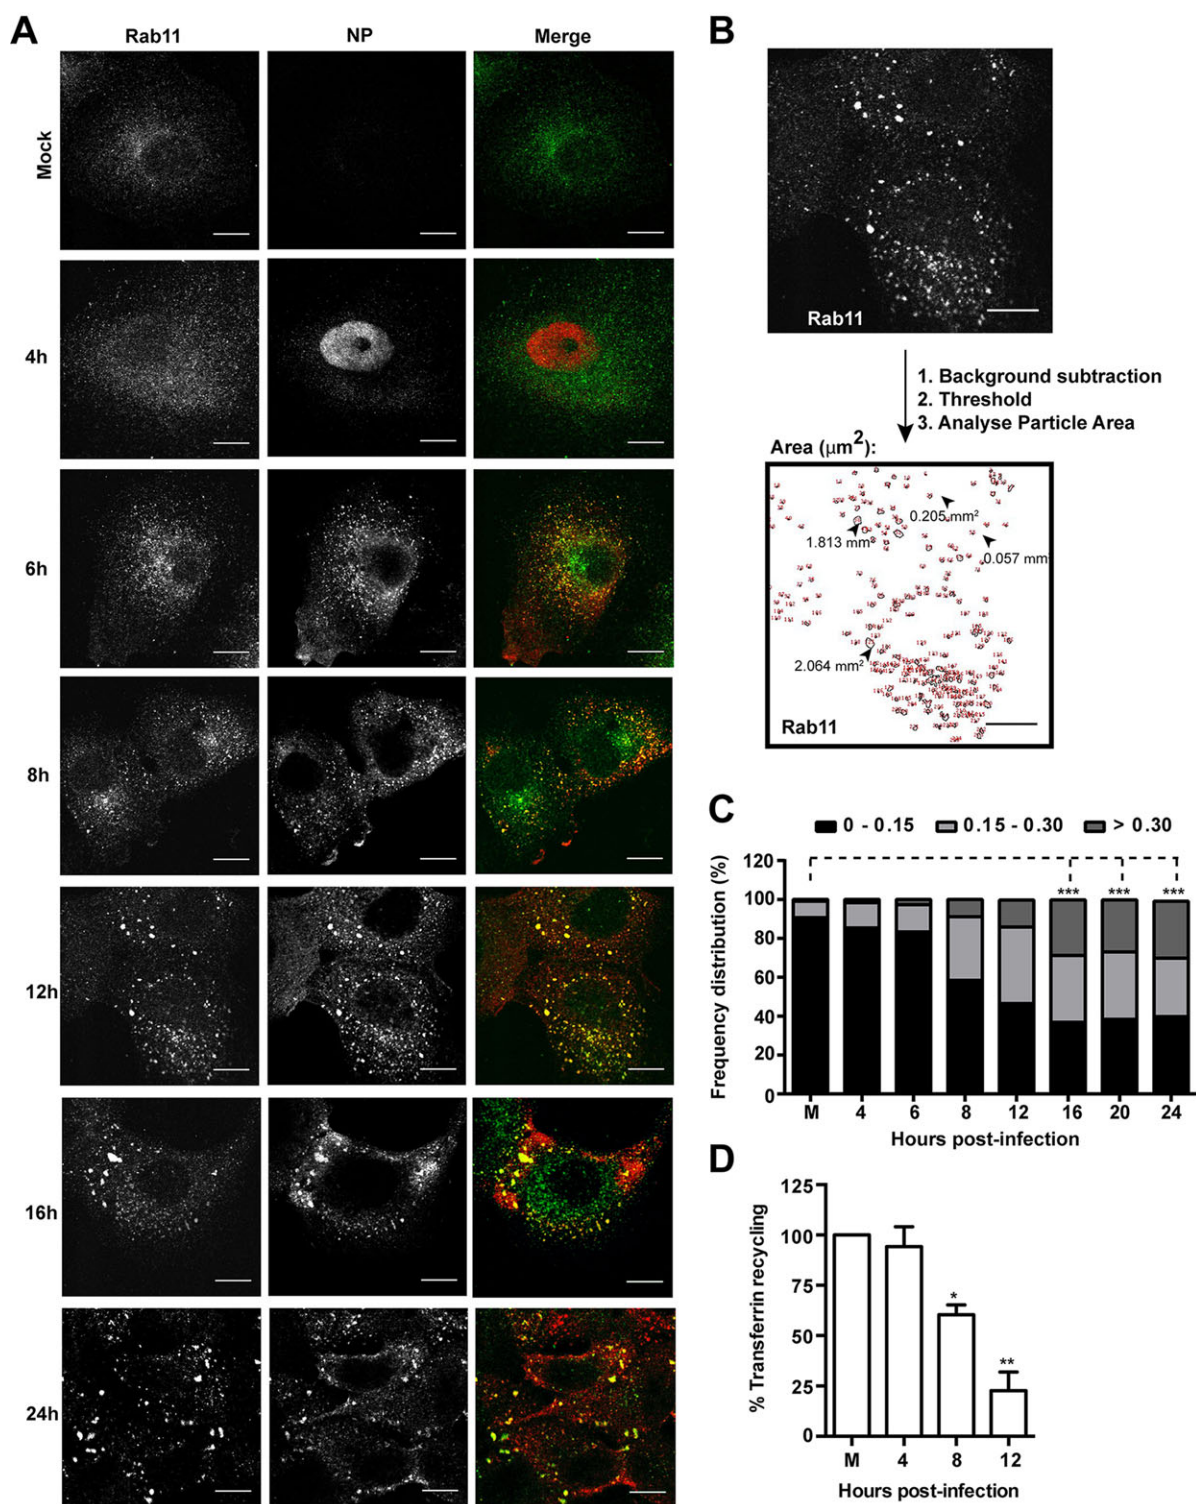 A
Rab11 NP Merge
Mock
4h
6h
8h
12h
16h
24h
B
Rab11
1. Background subtraction
2. Threshold
3. Analyse Particle Area
Area (μm²):
0.205 mm²
1.813 mm²
0.057 mm
2.064 mm²
Rab11
C
0 - 0.15 0.15 - 0.30 > 0.30
Frequency distribution (%)
120
100
80
60
40
20
0
*** *** ***
M 4 6 8 12 16 20 24
Hours post-infection
D
% Transferrin recycling
125
100
75
50
25
0
*
**
M 4 8 12
Hours post-infection